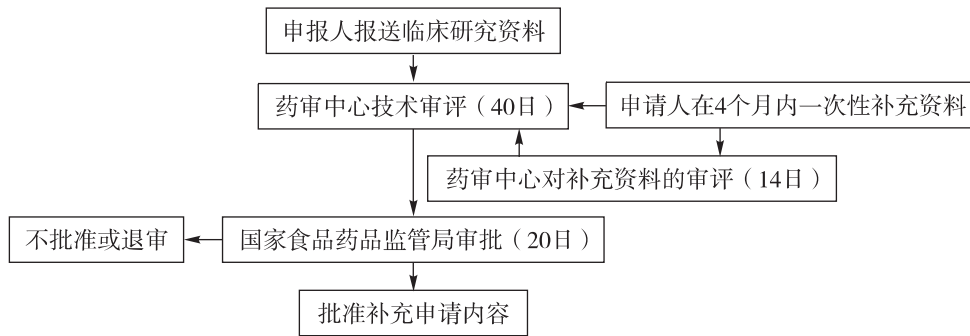 申报人报送临床研究资料
药审中心技术审评（40日）
申请人在4个月内一次性补充资料
药审中心对补充资料的审评（14日）
不批准或退审
国家食品药品监管局审批（20日）
批准补充申请内容